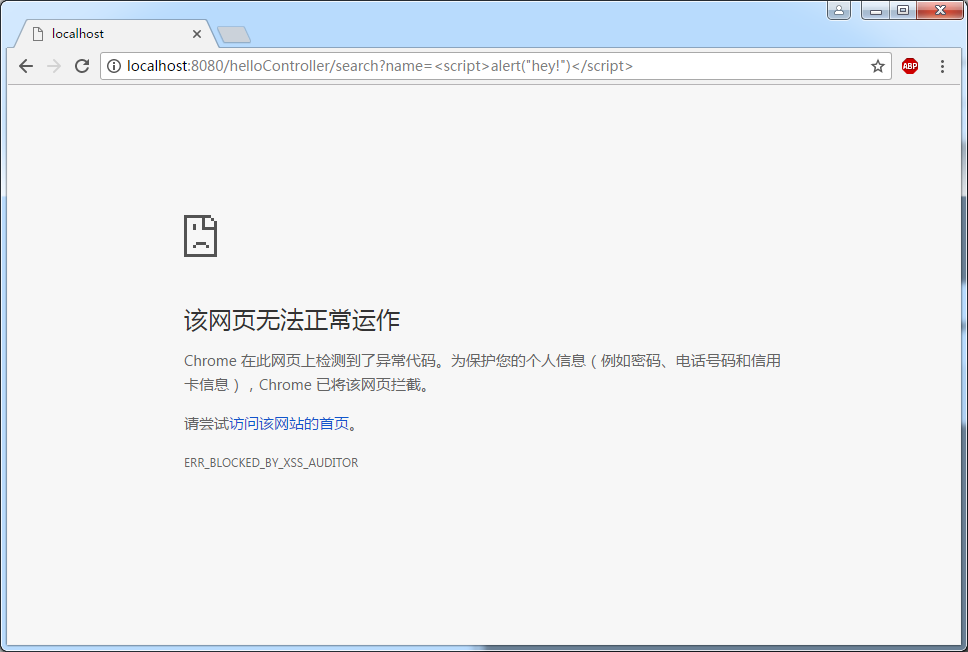 localhost
localhost:8080/helloController/search?name=<script>alert("hey!")</script>
ABP
该网页无法正常运作
Chrome 在此网页上检测到了异常代码。为保护您的个人信息（例如密码、电话号码和信用
卡信息），Chrome 已将该网页拦截。
请尝试访问该网站的首页。
ERR_BLOCKED_BY_XSS_AUDITOR